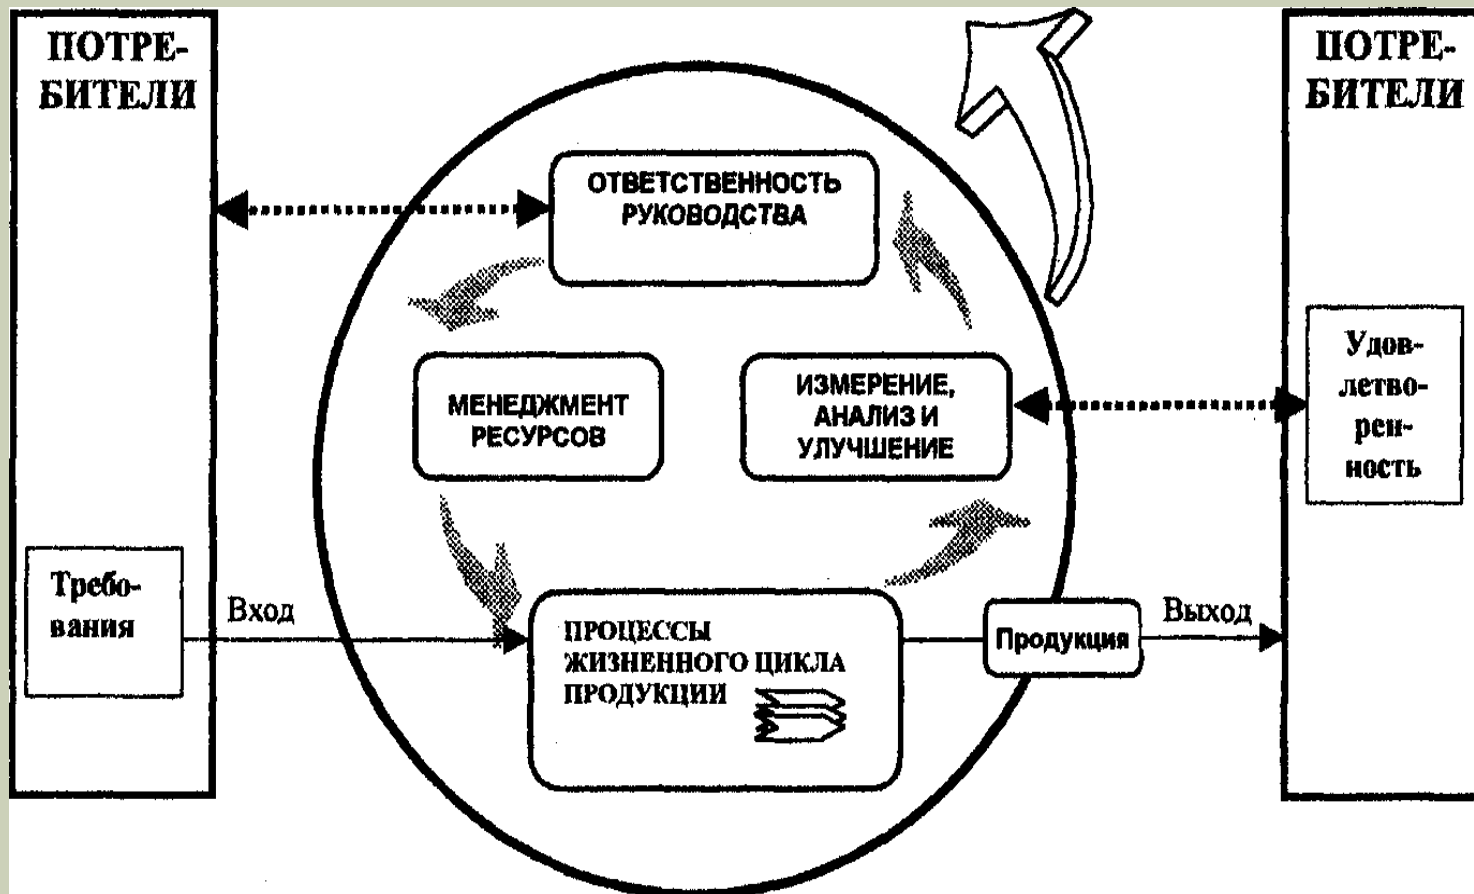 ПОТРЕ-
БИТЕЛИ
Требо-
вания
Вход
ОТВЕТСТВЕННОСТЬ
РУКОВОДСТВА
МЕНЕДЖМЕНТ
РЕСУРСОВ
ИЗМЕРЕНИЕ,
АНАЛИЗ И
УЛУЧШЕНИЕ
ПРОЦЕССЫ
ЖИЗНЕННОГО ЦИКЛА
ПРОДУКЦИИ
Продукция
Выход
ПОТРЕ-
БИТЕЛИ
Удов-
летво-
рен-
ность